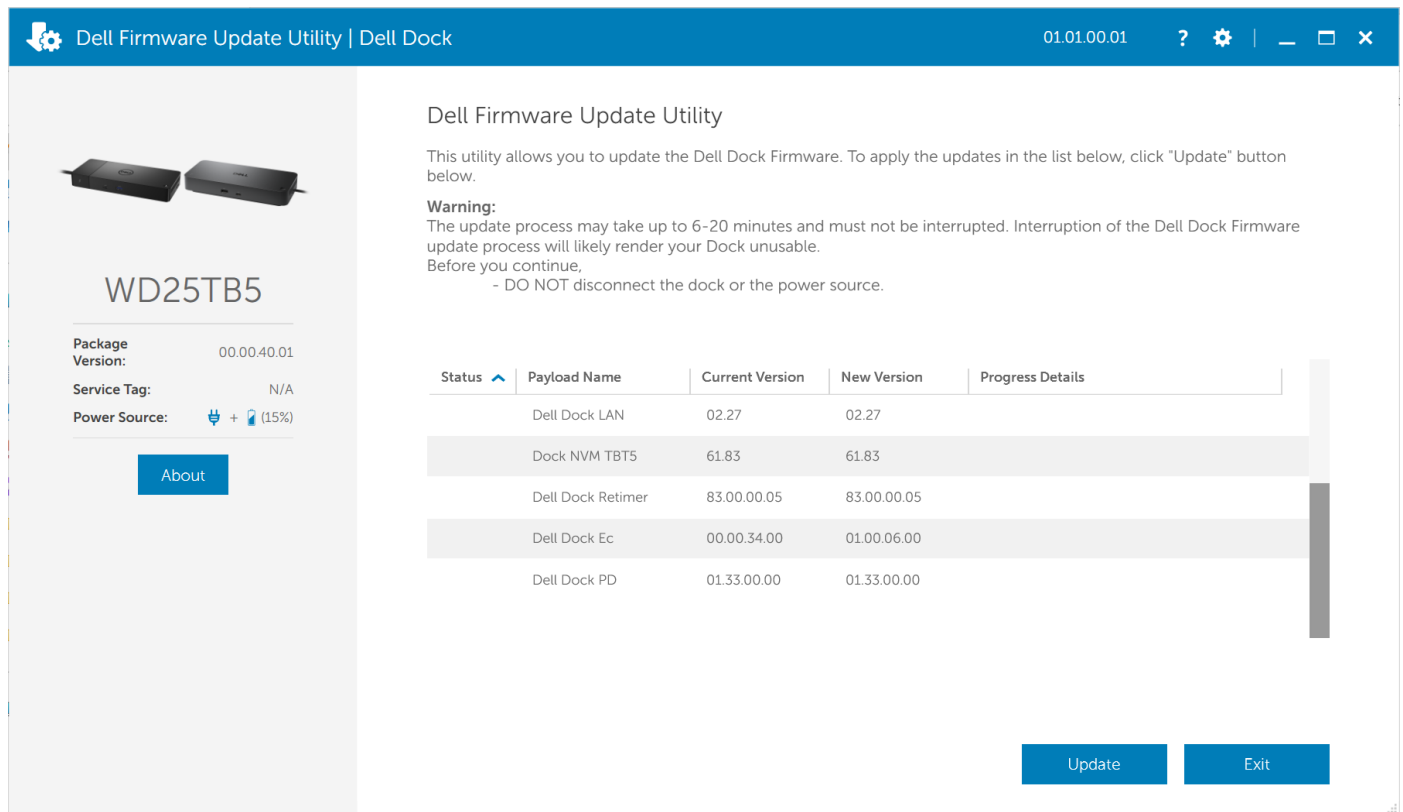 Dell Firmware Update Utility | Dell Dock
01.01.00.01
?
Dell Firmware Update Utility
This utility allows you to update the Dell Dock Firmware. To apply the updates in the list below, click "Update" button
below.
Warning:
The update process may take up to 6-20 minutes and must not be interrupted. Interruption of the Dell Dock Firmware
update process will likely render your Dock unusable.
Before you continue,
- DO NOT disconnect the dock or the power source.
WD25TB5
Package
Version:
00.00.40.01
Service Tag:
N/A
Power Source:
+ (15%)
About
Status Payload Name Current Version New Version Progress Details
Dell Dock LAN 02.27 02.27
Dock NVM TBT5 61.83 61.83
Dell Dock Retimer 83.00.00.05 83.00.00.05
Dell Dock Ec 00.00.34.00 01.00.06.00
Dell Dock PD 01.33.00.00 01.33.00.00
Update
Exit